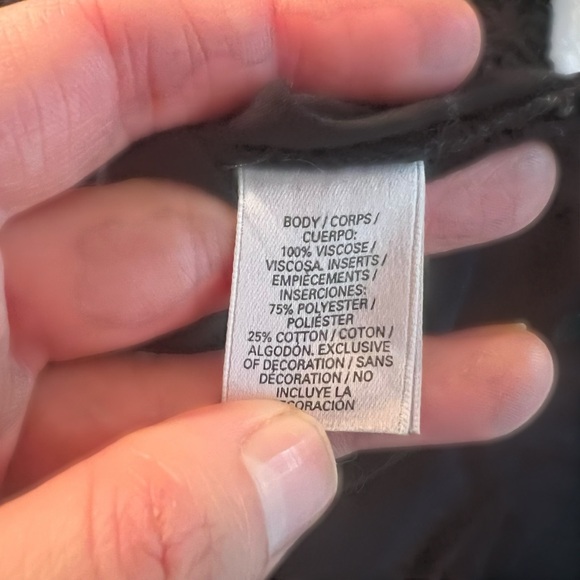 BODY / CORPS /
CUERPO:
100% VISCOSE /
VISCOSA. INSERTS /
EMPIÈCEMENTS /
INSERCIONES:
75% POLYESTER /
POLIÉSTER
25% COTTON / COTON /
ALGODÓN. EXCLUSIVE
OF DECORATION / SANS
DÉCORATION / NO
INCLUYE LA